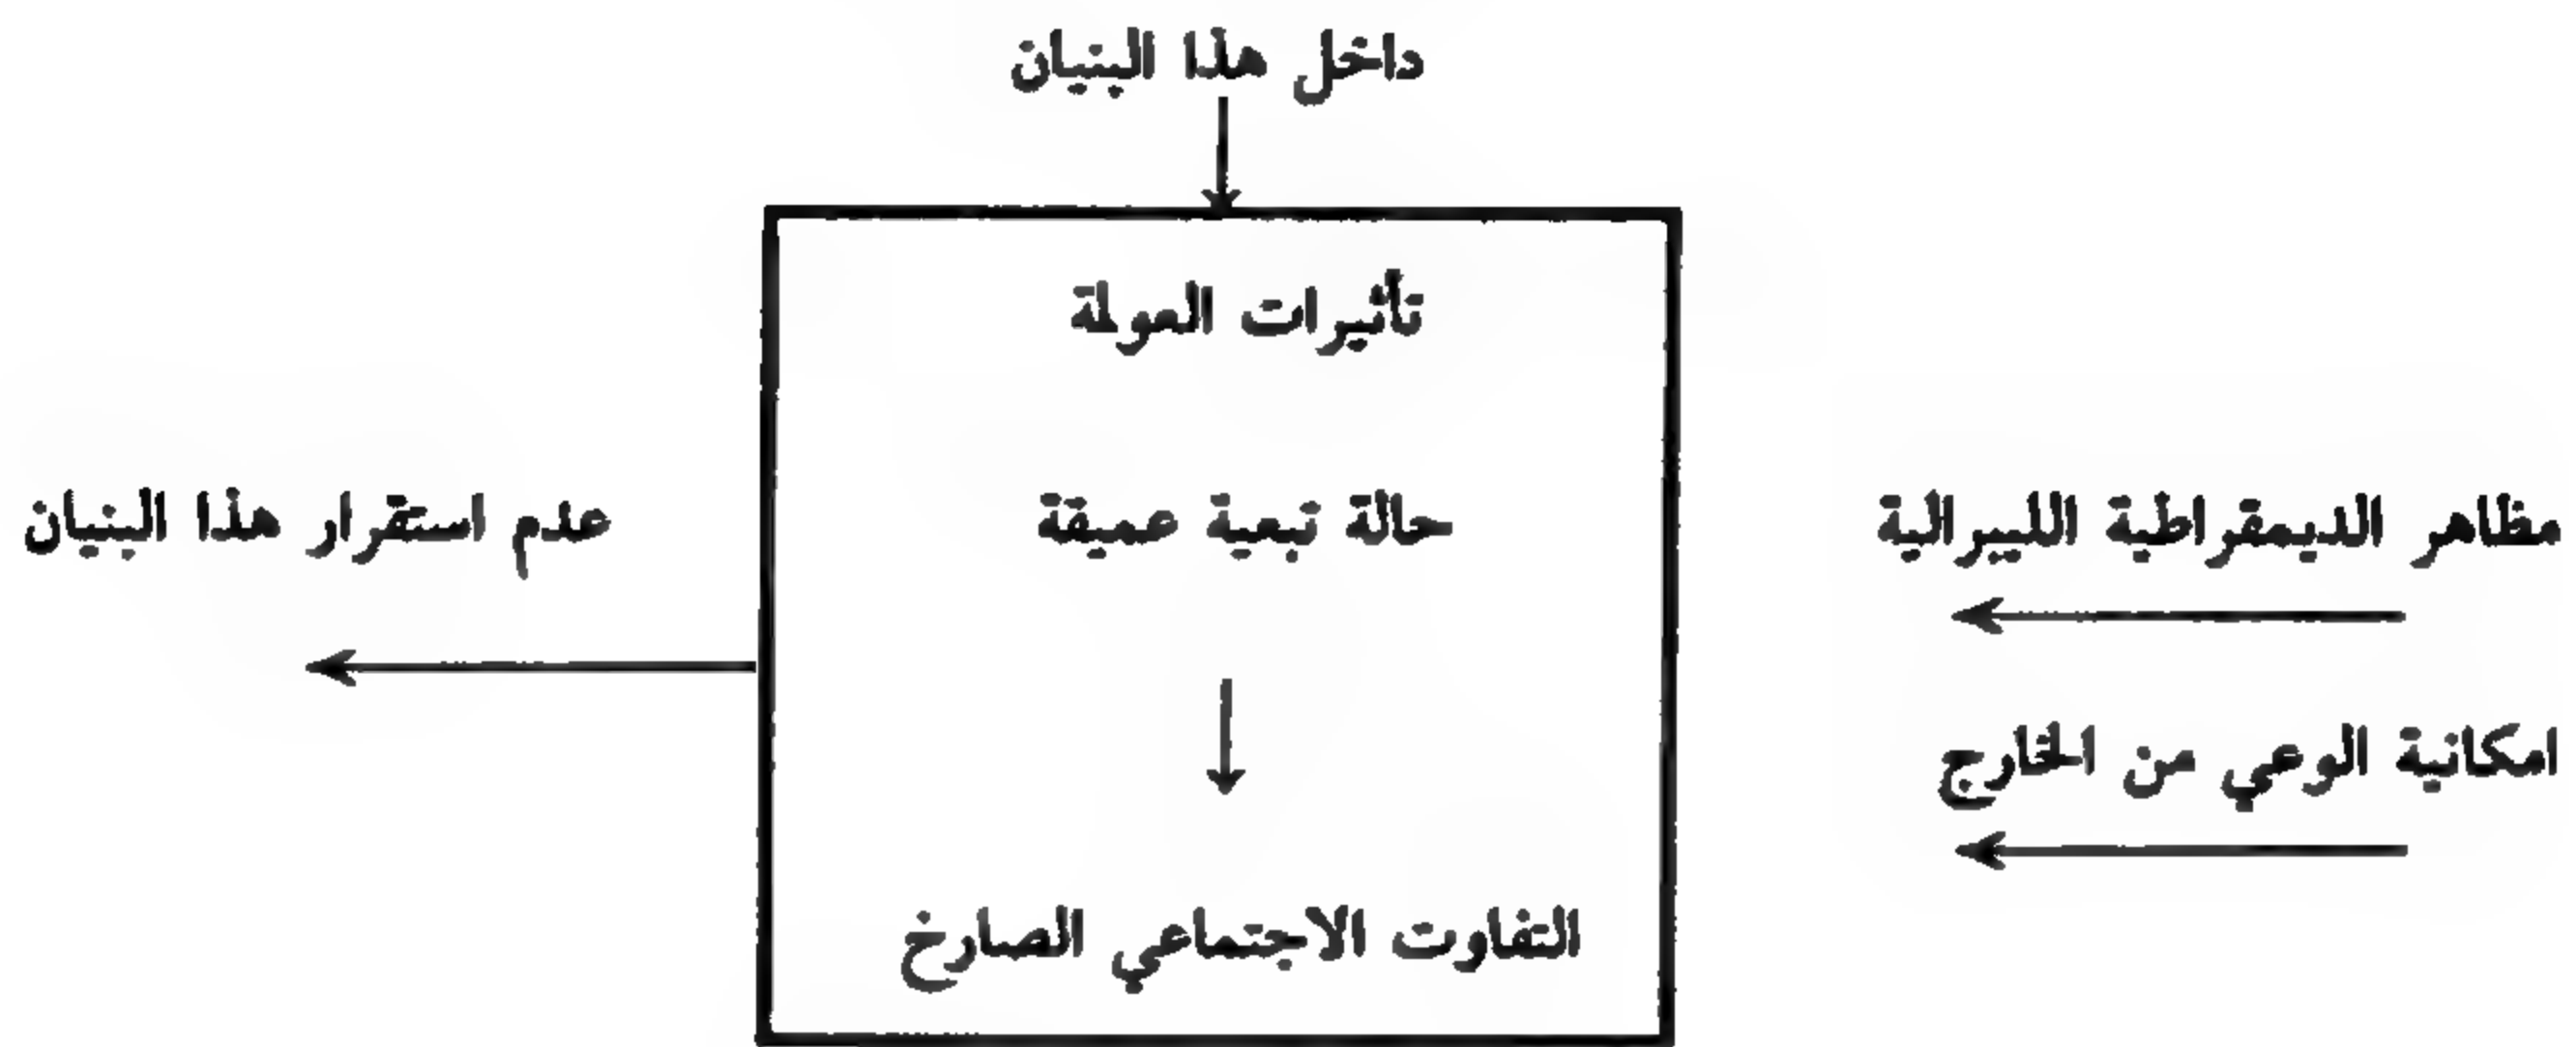 داخل هذا البنيان
تأثيرات العولمة
مظاهر الديمقراطية الليبرالية
حالة تبعية عميقة
عدم استقرار هذا البنيان
امكانية الوعي من الخارج
التفاوت الاجتماعي الصارخ